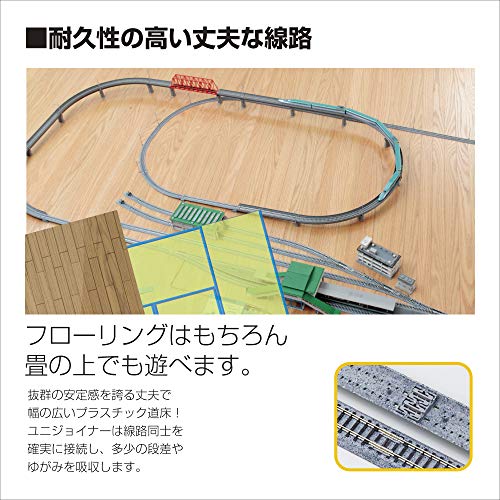 ■耐久性の高い丈夫な線路
フローリングはもちろん
畳の上でも遊べます。
抜群の安定感を誇る丈夫で
幅の広いプラスチック道床！
ユニジョイナーは線路同士を
確実に接続し、多少の段差や
ゆがみを吸収します。